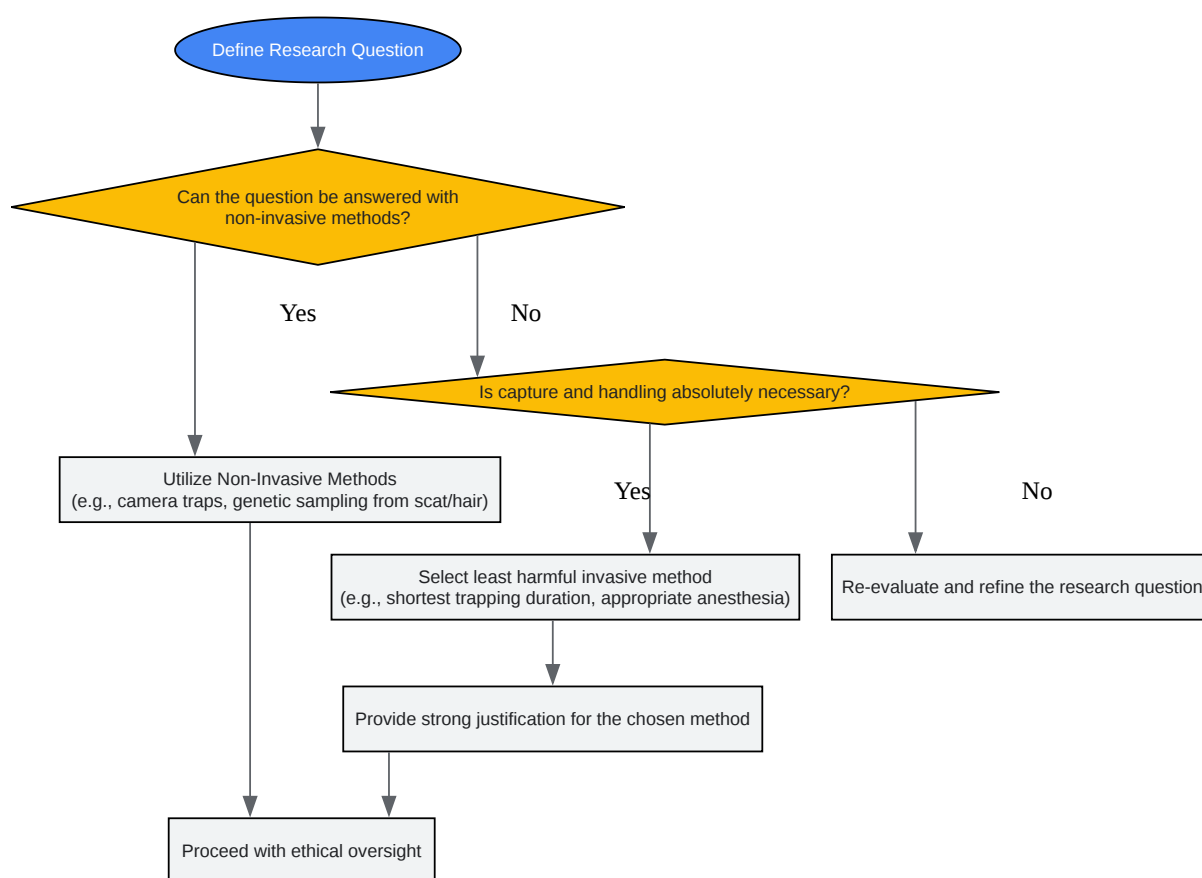 Define Research Question
Can the question be answered with
non-invasive methods?
Yes
No
Is capture and handling absolutely necessary?
Utilize Non-Invasive Methods
(e.g., camera traps, genetic sampling from scat/hair)
Yes
No
Select least harmful invasive method
(e.g., shortest trapping duration, appropriate anesthesia)
Re-evaluate and refine the research question
Provide strong justification for the chosen method
Proceed with ethical oversight